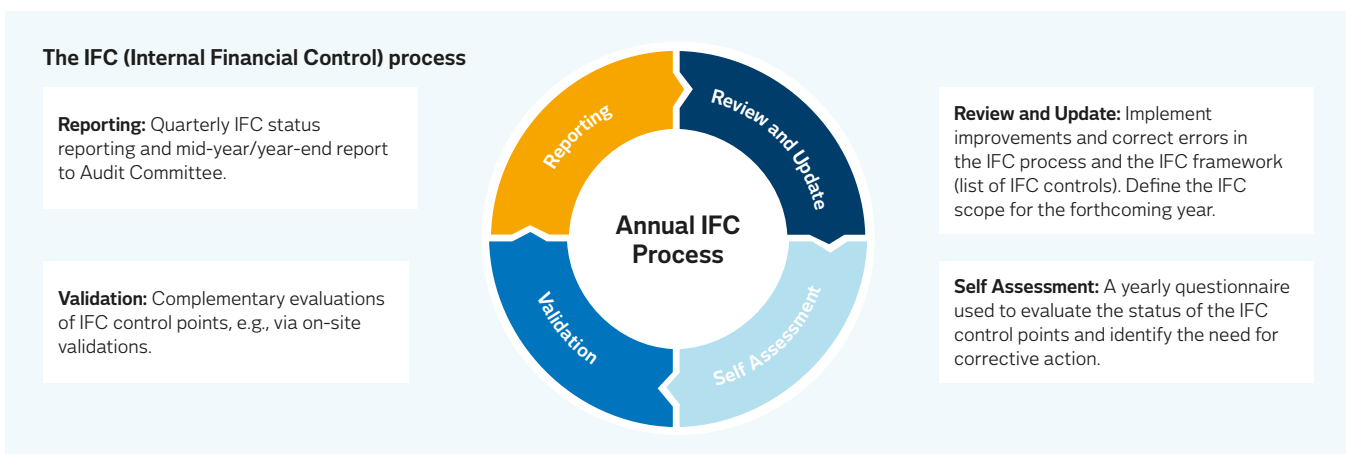 The IFC (Internal Financial Control) process
Reporting: Quarterly IFC status
reporting and mid-year/year-end report
to Audit Committee.
Validation: Complementary evaluations
of IFC control points, e.g., via on-site
validations.
Reporting
Review and Update
Annual IFC
Process
Validation
Self Assessment
Review and Update: Implement
improvements and correct errors in
the IFC process and the IFC framework
(list of IFC controls). Define the IFC
scope for the forthcoming year.
Self Assessment: A yearly questionnaire
used to evaluate the status of the IFC
control points and identify the need for
corrective action.